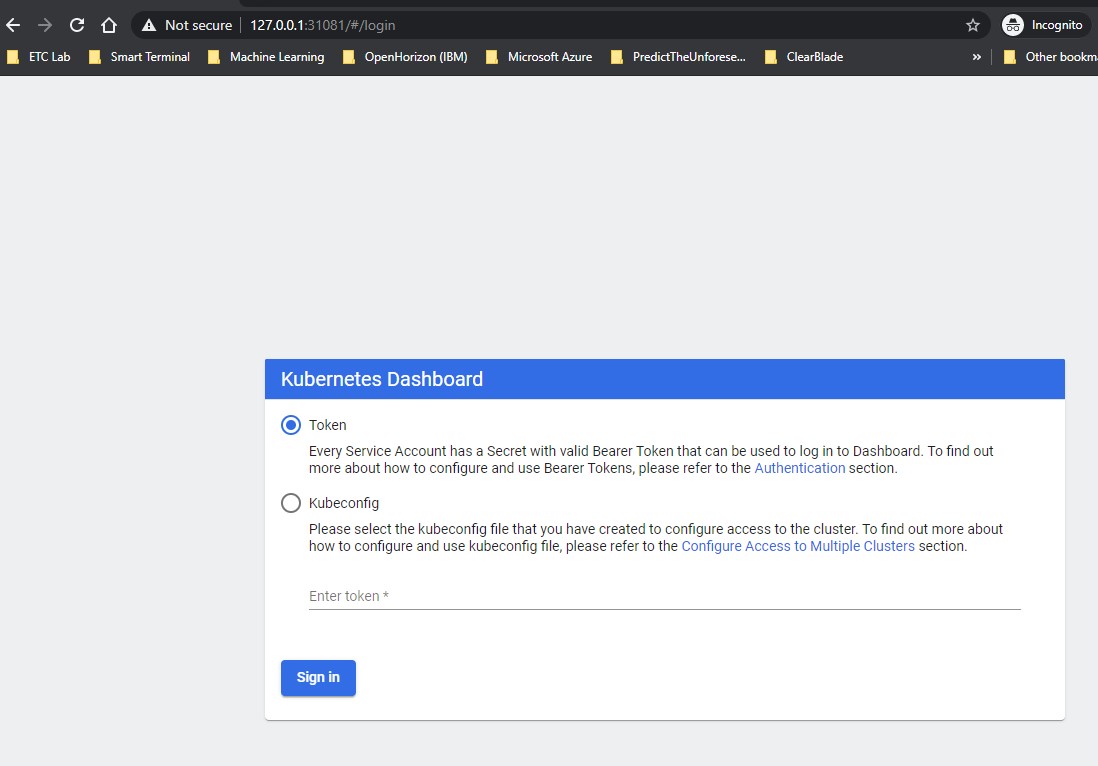 Not secure 127.0.0.1:31081/#/login Incognito
ETC Lab Smart Terminal Machine Learning OpenHorizon (IBM) Microsoft Azure PredictTheUnforese... ClearBlade » Other bookm
Kubernetes Dashboard
Token
Every Service Account has a Secret with valid Bearer Token that can be used to log in to Dashboard. To find out
more about how to configure and use Bearer Tokens, please refer to the Authentication section.
Kubeconfig
Please select the kubeconfig file that you have created to configure access to the cluster. To find out more about
how to configure and use kubeconfig file, please refer to the Configure Access to Multiple Clusters section.
Enter token *
Sign in